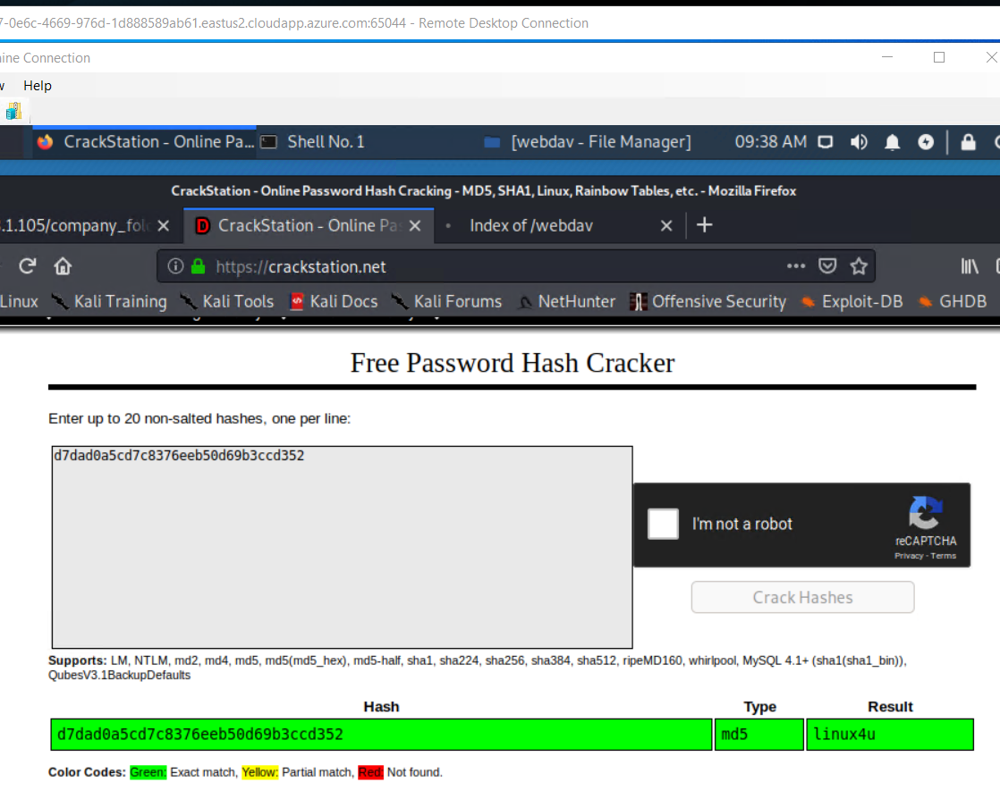 7-0e6c-4669-976d-1d888589ab61.eastus2.cloudapp.azure.com:65044 - Remote Desktop Connection
ine Connection
w Help
CrackStation - Online Pa... Shell No. 1 [webdav - File Manager] 09:38 AM
CrackStation - Online Password Hash Cracking - MD5, SHA1, Linux, Rainbow Tables, etc. - Mozilla Firefox
.1.105/company_fol CrackStation - Online Pas Index of /webdav
https://crackstation.net
Linux Kali Training Kali Tools Kali Docs Kali Forums NetHunter Offensive Security Exploit-DB GHDB
Free Password Hash Cracker
Enter up to 20 non-salted hashes, one per line:
d7dad0a5cd7c8376eeb50d69b3ccd352
I'm not a robot
reCAPTCHA
Privacy - Terms
Crack Hashes
Supports: LM, NTLM, md2, md4, md5, md5(md5_hex), md5-half, sha1, sha224, sha256, sha384, sha512, ripeMD160, whirlpool, MySQL 4.1+ (sha1(sha1_bin)),
QubesV3.1BackupDefaults
Hash Type Result
d7dad0a5cd7c8376eeb50d69b3ccd352 md5 linux4u
Color Codes: Green: Exact match, Yellow: Partial match, Red: Not found.